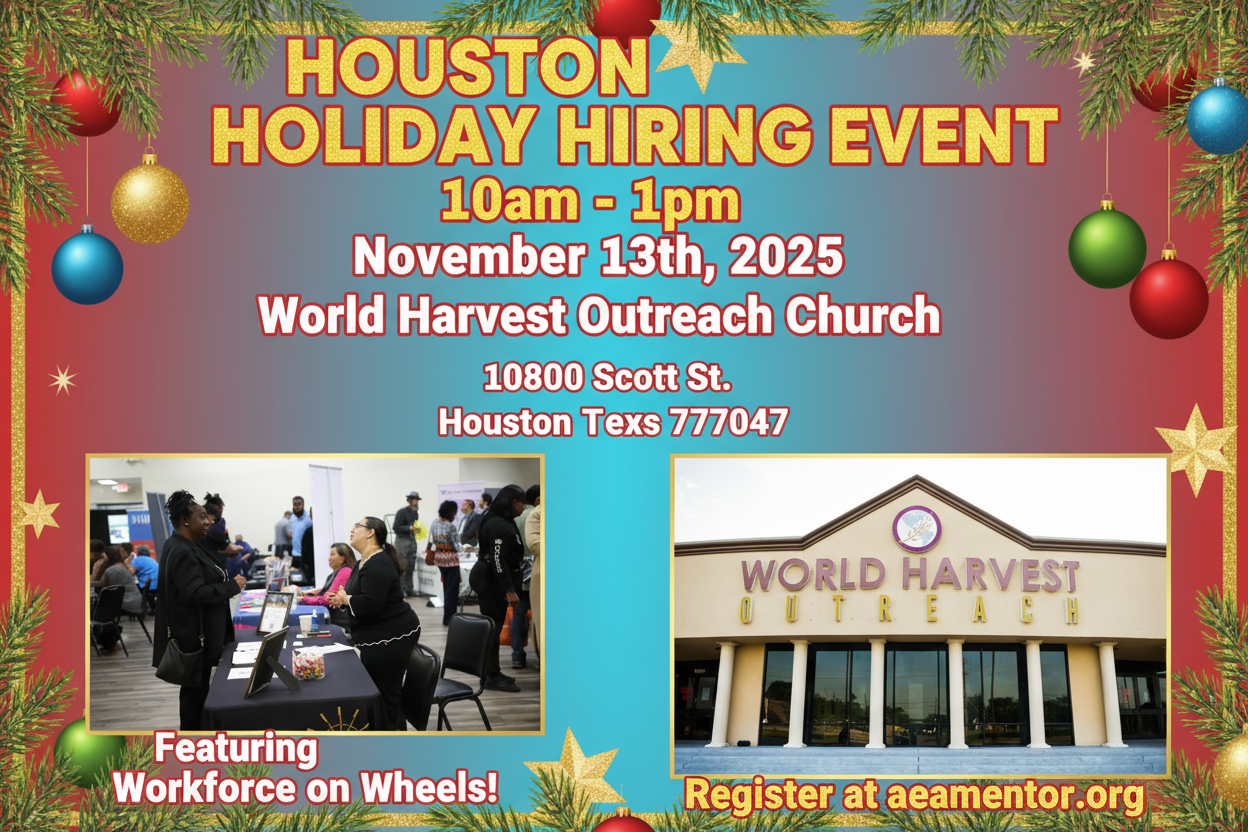 HOUSTON
HOLIDAY HIRING EVENT
10am - 1pm
November 13th, 2025
World Harvest Outreach Church
10800 Scott St.
Houston Texs 777047
WORLD HARVEST
OUTREACH
Featuring
Workforce on Wheels!
Register at aeamentor.org